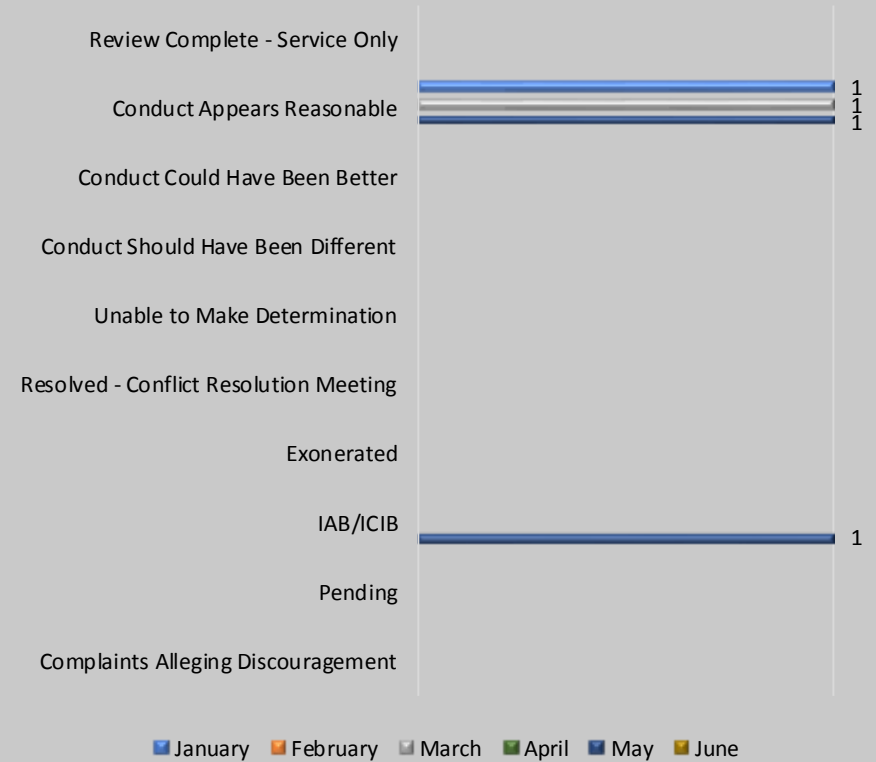 Review Complete - Service Only
1
Conduct Appears Reasonable
1
1
Conduct Could Have Been Better
Conduct Should Have Been Different
Unable to Make Determination
Resolved - Conflict Resolution Meeting
Exonerated
IAB/ICIB
1
Pending
Complaints Alleging Discouragement
January February March April May June